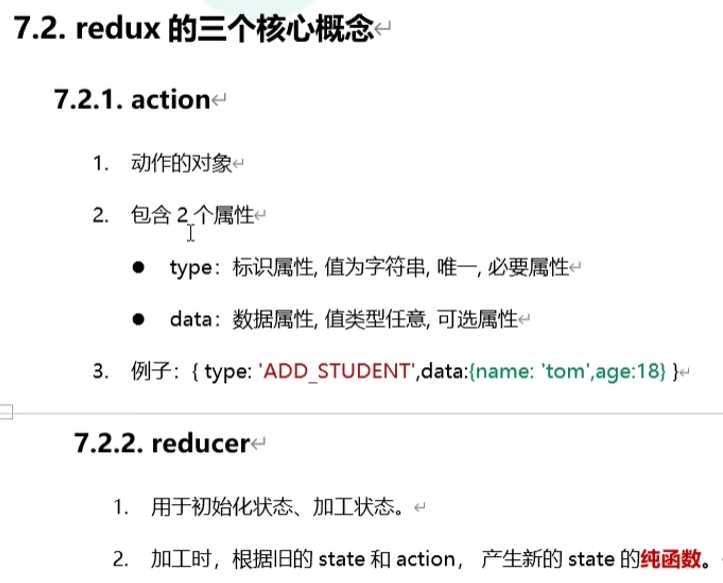 7.2. redux 的三个核心概念
7.2.1. action
1. 动作的对象
2. 包含 2 个属性
● type：标识属性, 值为字符串, 唯一, 必要属性
● data：数据属性, 值类型任意, 可选属性
3. 例子：{ type: 'ADD_STUDENT',data:{name: 'tom',age:18} }
7.2.2. reducer
1. 用于初始化状态、加工状态。
2. 加工时，根据旧的 state 和 action， 产生新的 state 的纯函数。